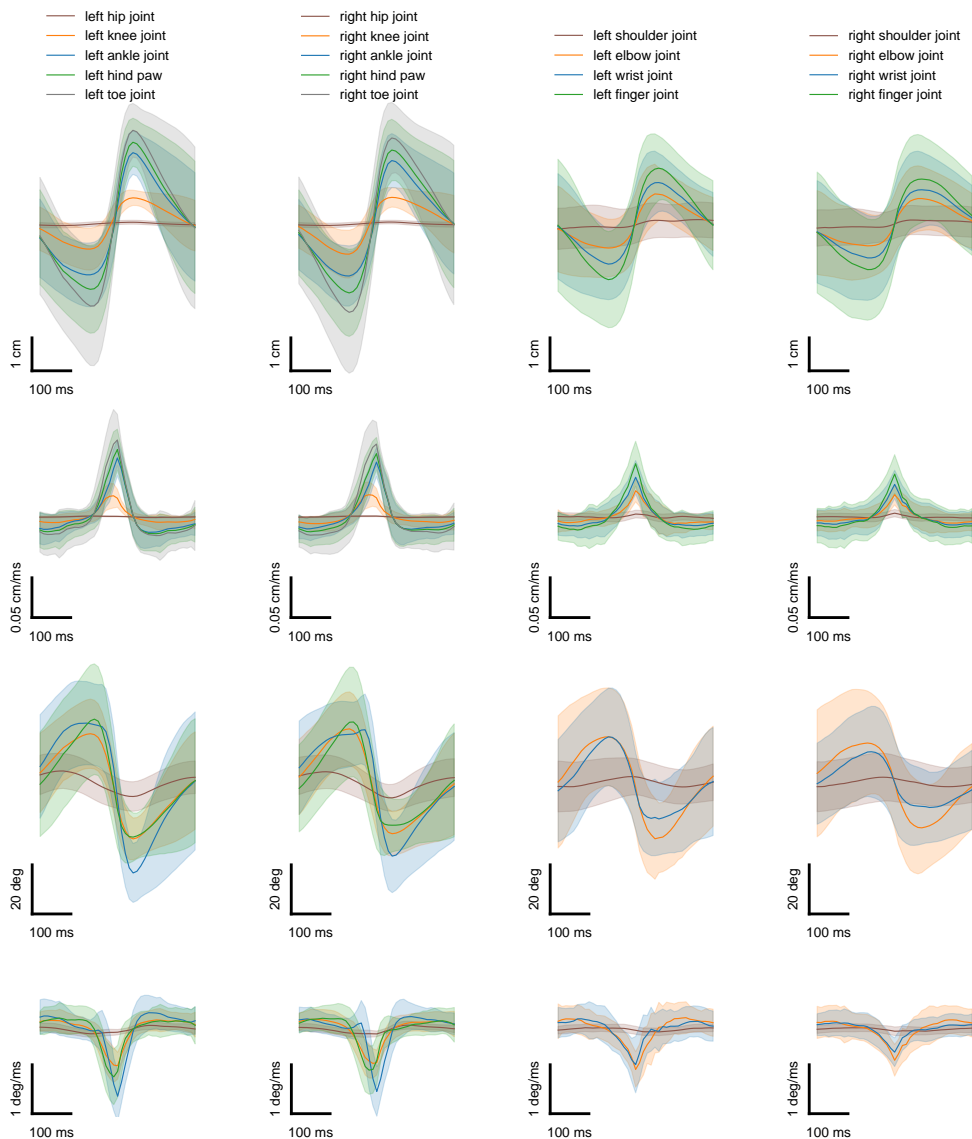 left hip joint
left knee joint
left ankle joint
left hind paw
left toe joint
right hip joint
right knee joint
right ankle joint
right hind paw
right toe joint
left shoulder joint
left elbow joint
left wrist joint
left finger joint
right shoulder joint
right elbow joint
right wrist joint
right finger joint
1 cm
100 ms
1 cm
100 ms
1 cm
100 ms
1 cm
100 ms
0.05 cm/ms
100 ms
0.05 cm/ms
100 ms
0.05 cm/ms
100 ms
0.05 cm/ms
100 ms
20 deg
100 ms
20 deg
100 ms
20 deg
100 ms
20 deg
100 ms
1 deg/ms
100 ms
1 deg/ms
100 ms
1 deg/ms
100 ms
1 deg/ms
100 ms